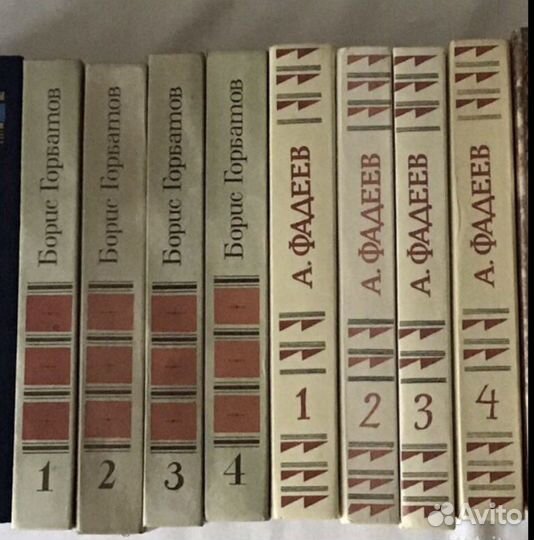 Борис Горбатов
1
Борис Горбатов
2
Борис Горбатов
3
Борис Горбатов
4
А. ФАДЕЕВ
1
А. ФАДЕЕВ
2
А. ФАДЕЕВ
3
А. ФАДЕЕВ
4
Avito